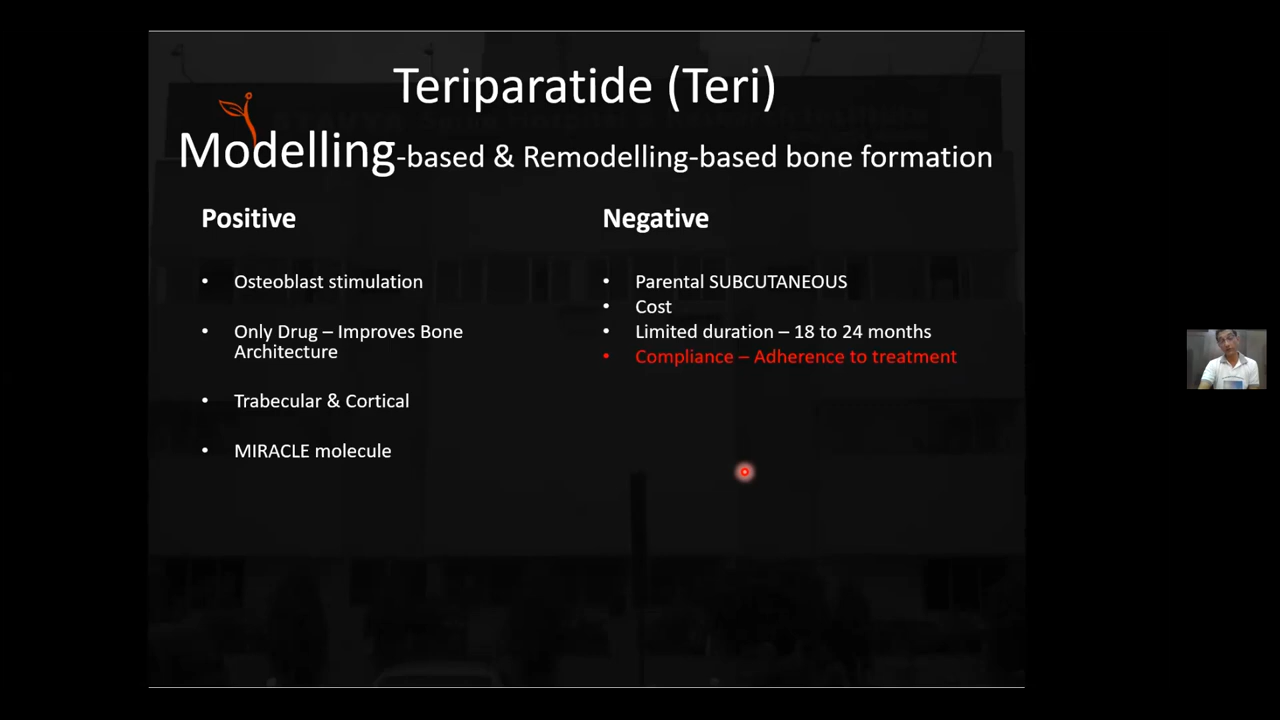 Teriparatide (Teri)
Modelling-based & Remodelling-based bone formation
Positive
• Osteoblast stimulation
• Only Drug – Improves Bone
Architecture
• Trabecular & Cortical
• MIRACLE molecule
Negative
• Parental SUBCUTANEOUS
• Cost
• Limited duration – 18 to 24 months
• Compliance – Adherence to treatment